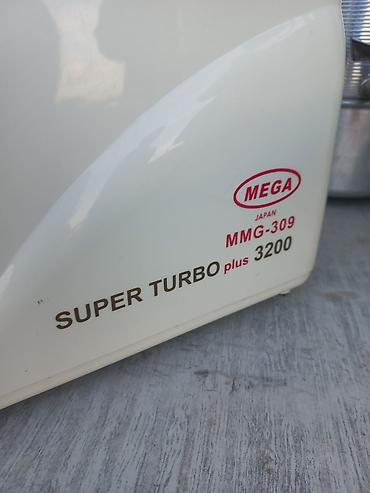 MEGA
JAPAN
MMG-309
SUPER TURBO plus 3200